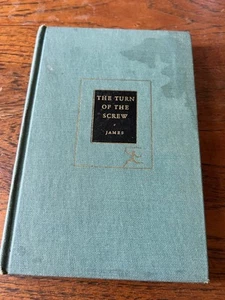 THE TURN
OF THE
SCREW
JAMES